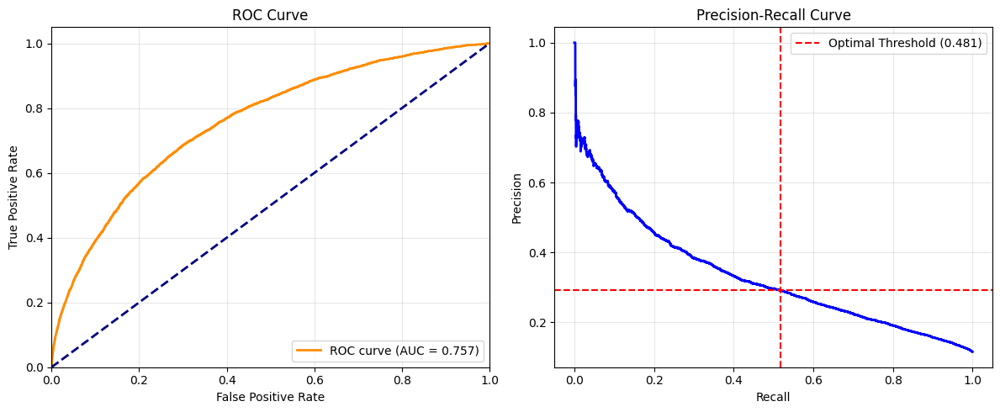 ROC Curve
True Positive Rate
1.0
0.8
0.6
0.4
0.2
0.0
0.0 0.2 0.4 0.6 0.8 1.0
False Positive Rate
ROC curve (AUC = 0.757)
Precision-Recall Curve
Precision
1.0
0.8
0.6
0.4
0.2
0.0 0.2 0.4 0.6 0.8 1.0
Recall
Optimal Threshold (0.481)